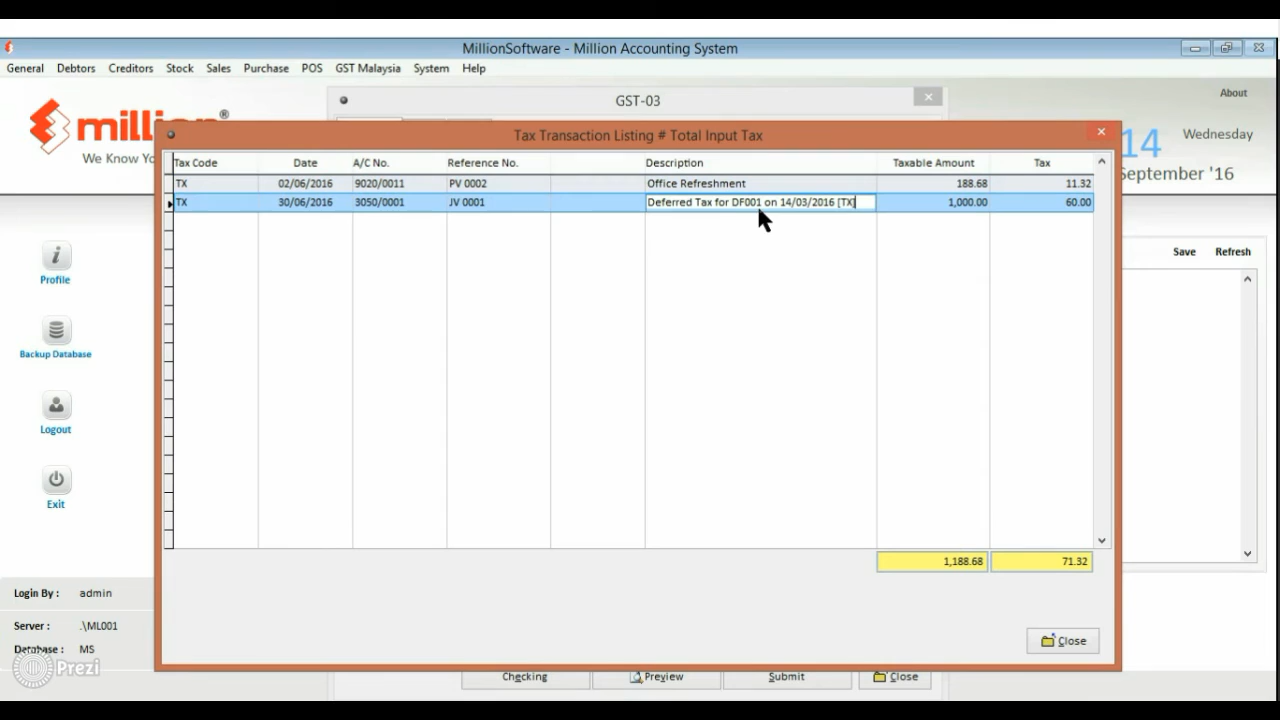 MillionSoftware - Million Accounting System
General Debtors Creditors Stock Sales Purchase POS GST Malaysia System Help
GST-03
About
®
We Know Yo
14 Wednesday
September '16
Tax Transaction Listing # Total Input Tax
Tax Code Date A/C No. Reference No. Description Taxable Amount Tax
TX 02/06/2016 9020/0011 PV 0002 Office Refreshment 188.68 11.32
TX 30/06/2016 3050/0001 JV 0001 Deferred Tax for DF001 on 14/03/2016 [TX] 1,000.00 60.00
1,188.68 71.32
Close
Save Refresh
Profile
Backup Database
Logout
Exit
Login By : admin
Server : .\ML001
Database : MS
Prezi
Checking Preview Submit Close